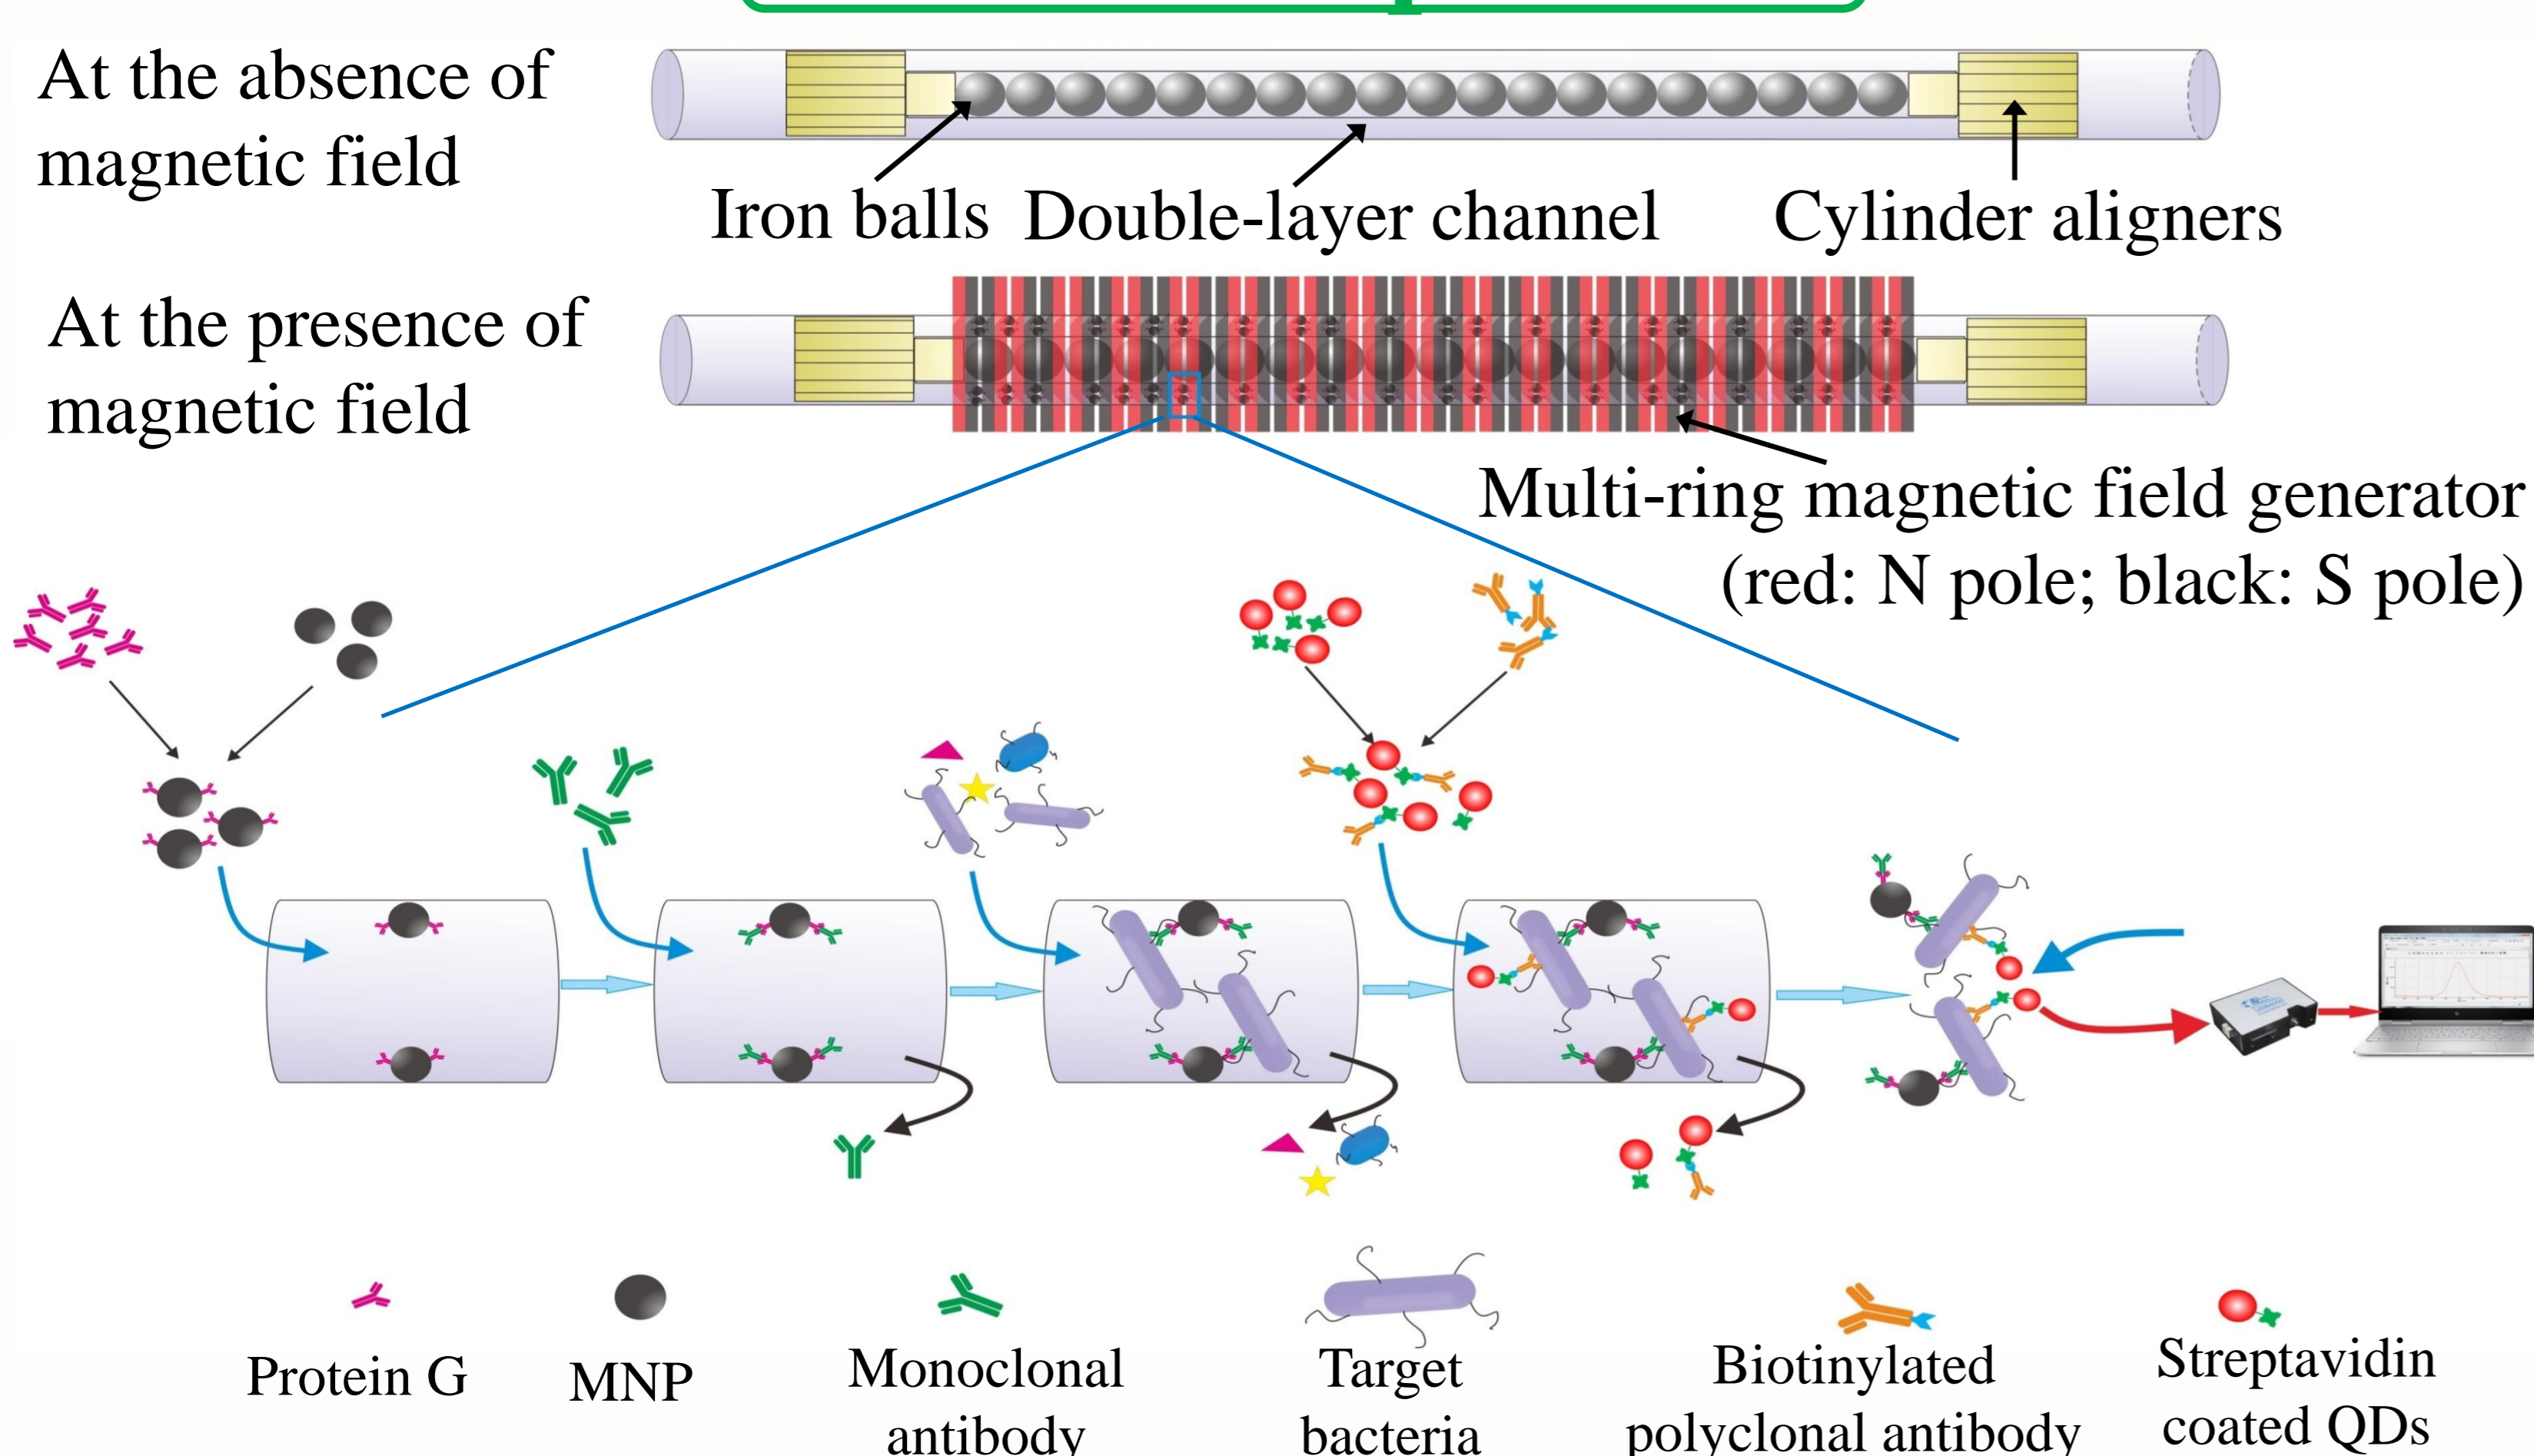 At the absence of
magnetic field
Iron balls
Double-layer channel
Cylinder aligners
At the presence of
magnetic field
Multi-ring magnetic field generator
(red: N pole; black: S pole)
Protein G
MNP
Monoclonal
antibody
Target
bacteria
Biotinylated
polyclonal antibody
Streptavidin
coated QDs